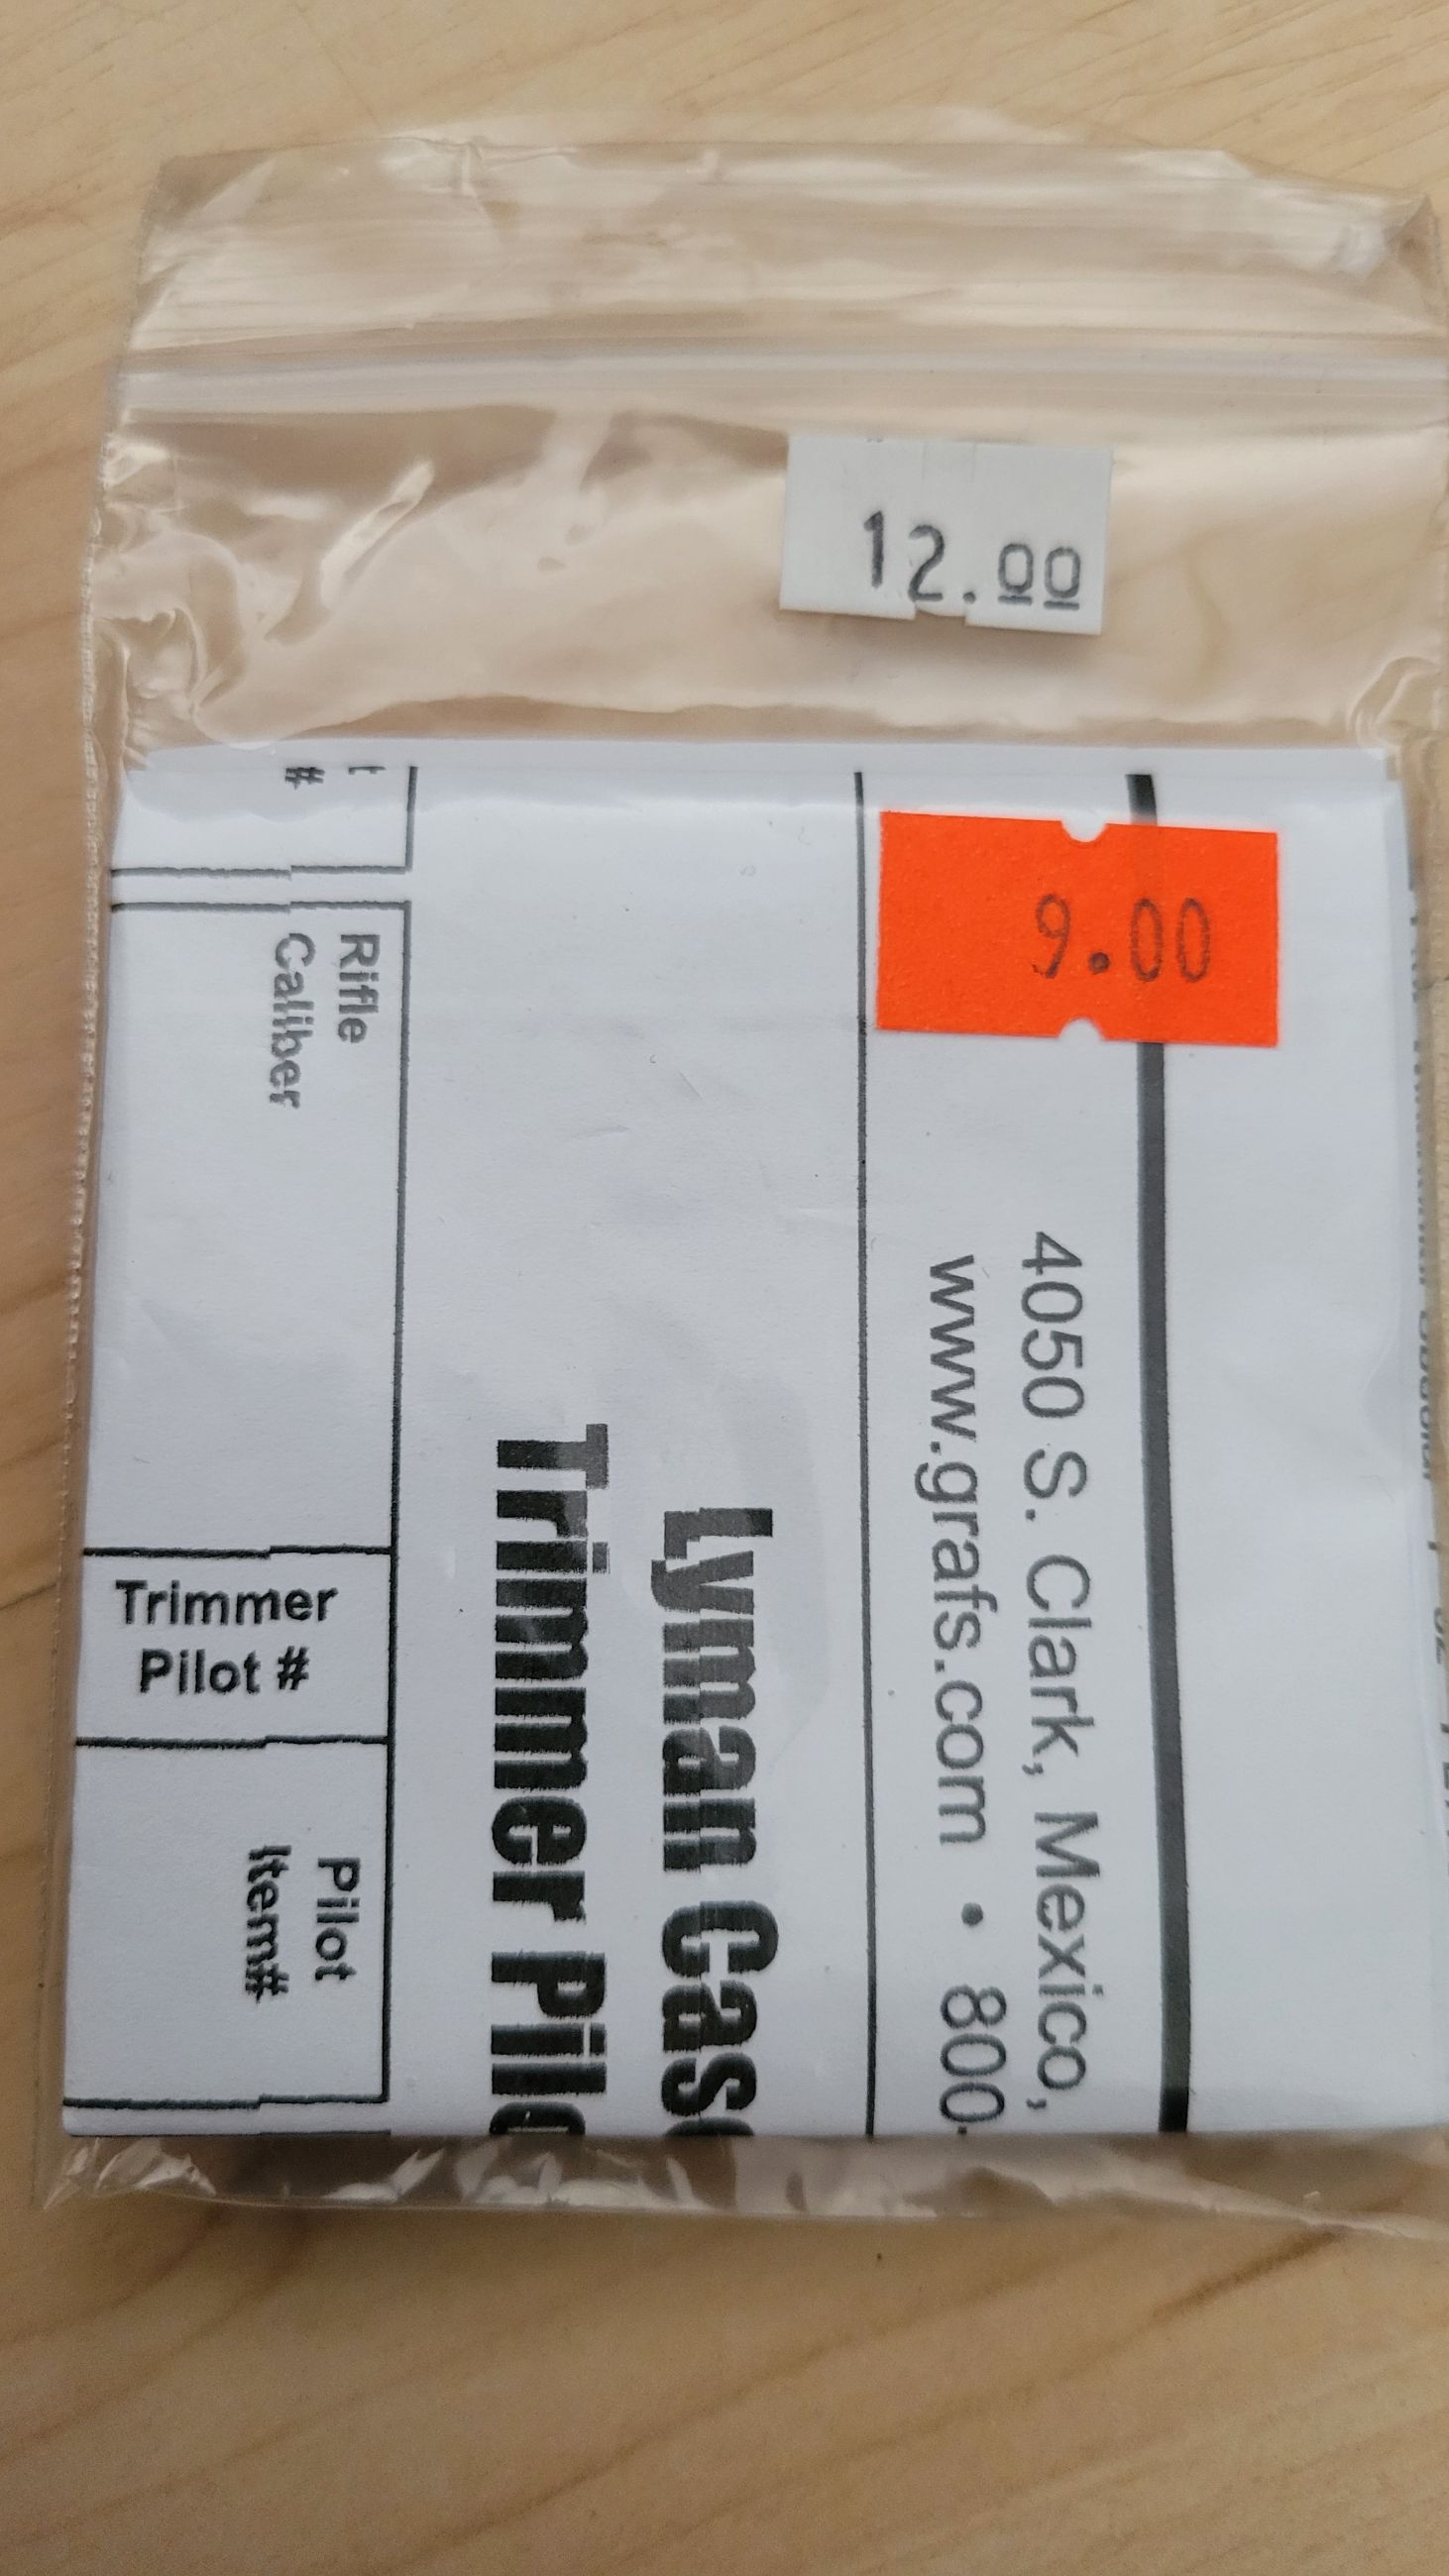 12.00
9.00
4050 S. Clark, Mexico,
www.grafs.com • 800-
Lyman Cas
Trimmer Pil
#
Rifle
Caliber
Trimmer
Pilot #
Pilot
Item#